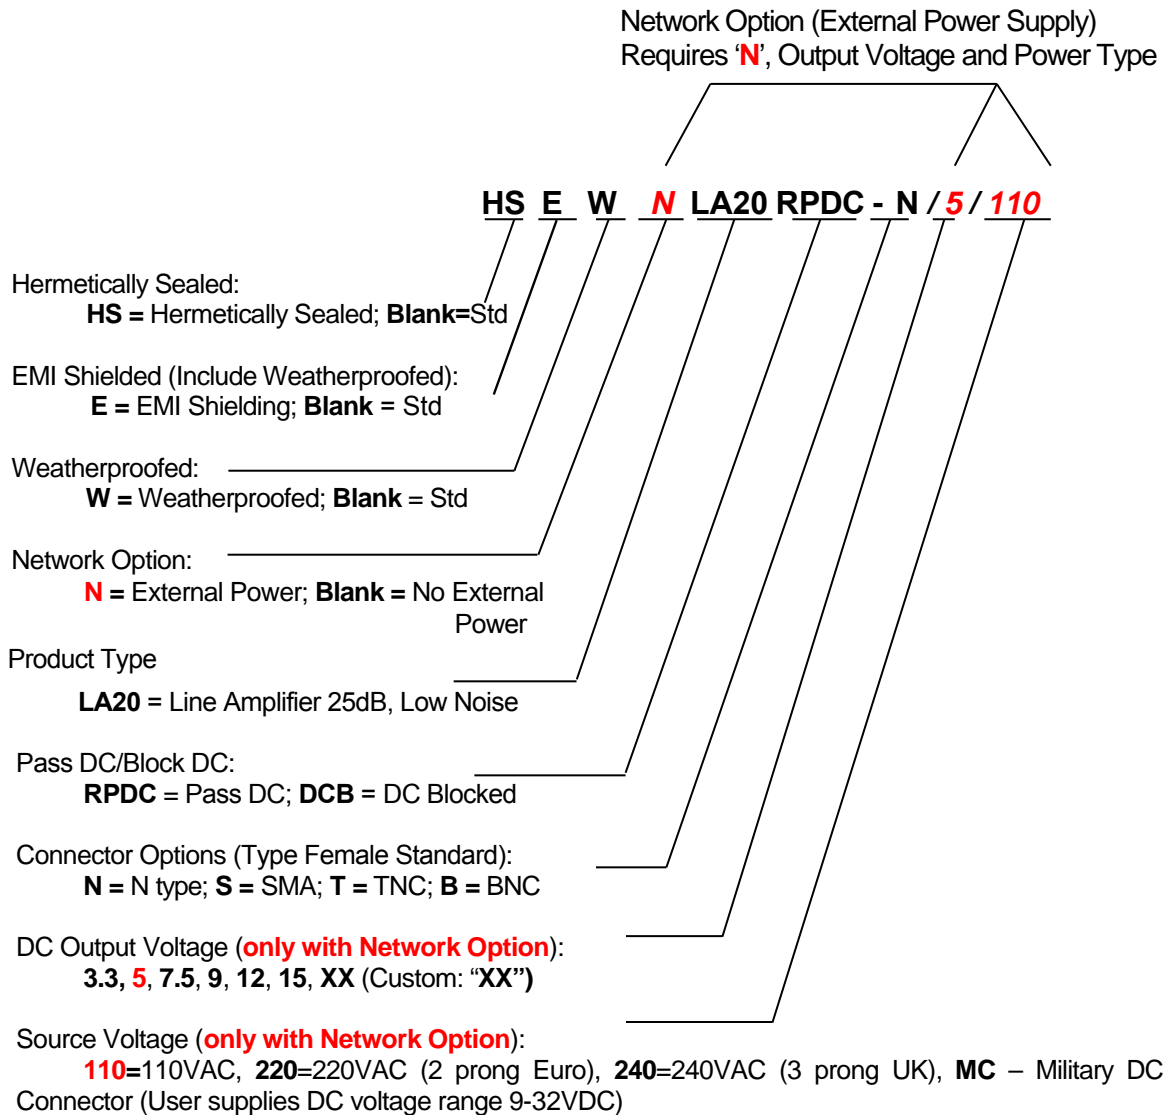 Network Option (External Power Supply)
Requires ‘N’, Output Voltage and Power Type
HS E W N LA20 RPDC - N / 5 / 110
Hermetically Sealed:
HS = Hermetically Sealed; Blank=Std
EMI Shielded (Include Weatherproofed):
E = EMI Shielding; Blank = Std
Weatherproofed:
W = Weatherproofed; Blank = Std
Network Option:
N = External Power; Blank = No External
Power
Product Type
LA20 = Line Amplifier 25dB, Low Noise
Pass DC/Block DC:
RPDC = Pass DC; DCB = DC Blocked
Connector Options (Type Female Standard):
N = N type; S = SMA; T = TNC; B = BNC
DC Output Voltage (only with Network Option):
3.3, 5, 7.5, 9, 12, 15, XX (Custom: “XX”)
Source Voltage (only with Network Option):
110=110VAC, 220=220VAC (2 prong Euro), 240=240VAC (3 prong UK), MC – Military DC
Connector (User supplies DC voltage range 9-32VDC)